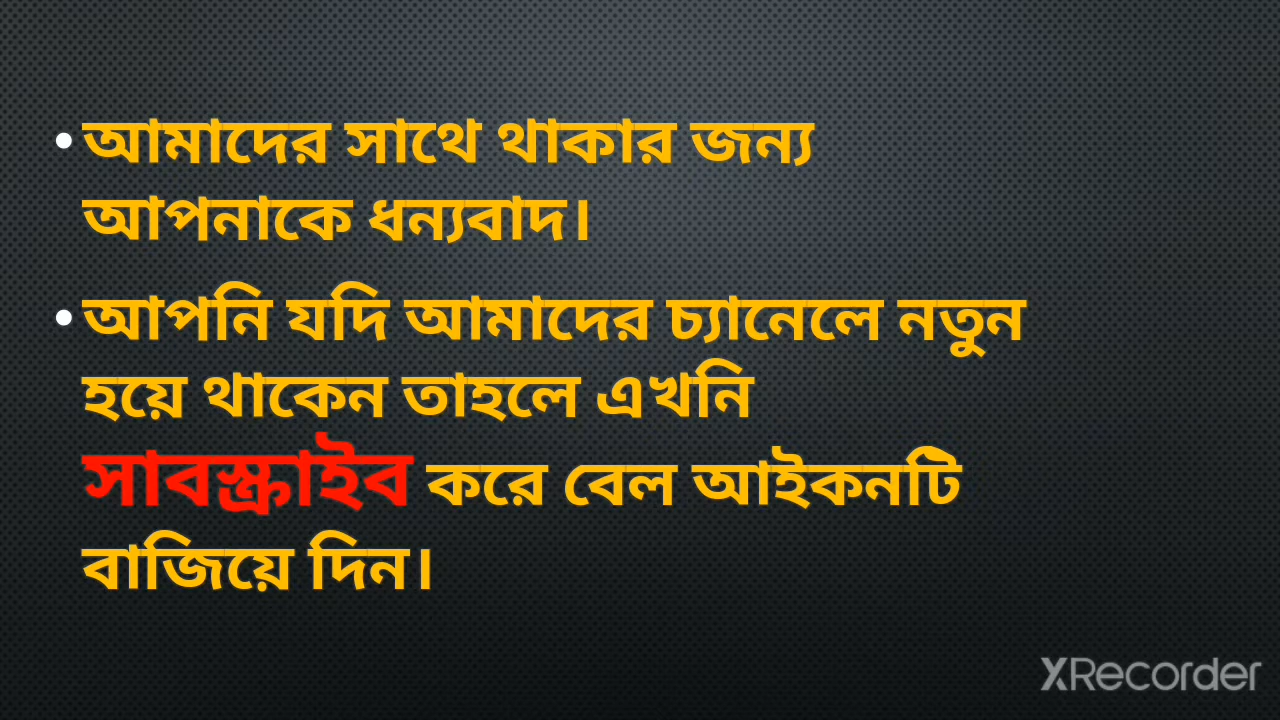 • আমাদের সাথে থাকার জন্য
আপনাকে ধন্যবাদ।
• আপনি যদি আমাদের চ্যানেলে নতুন
হয়ে থাকেন তাহলে এখনি
সাবস্ক্রাইব করে বেল আইকনটি
বাজিয়ে দিন।
XRecorder